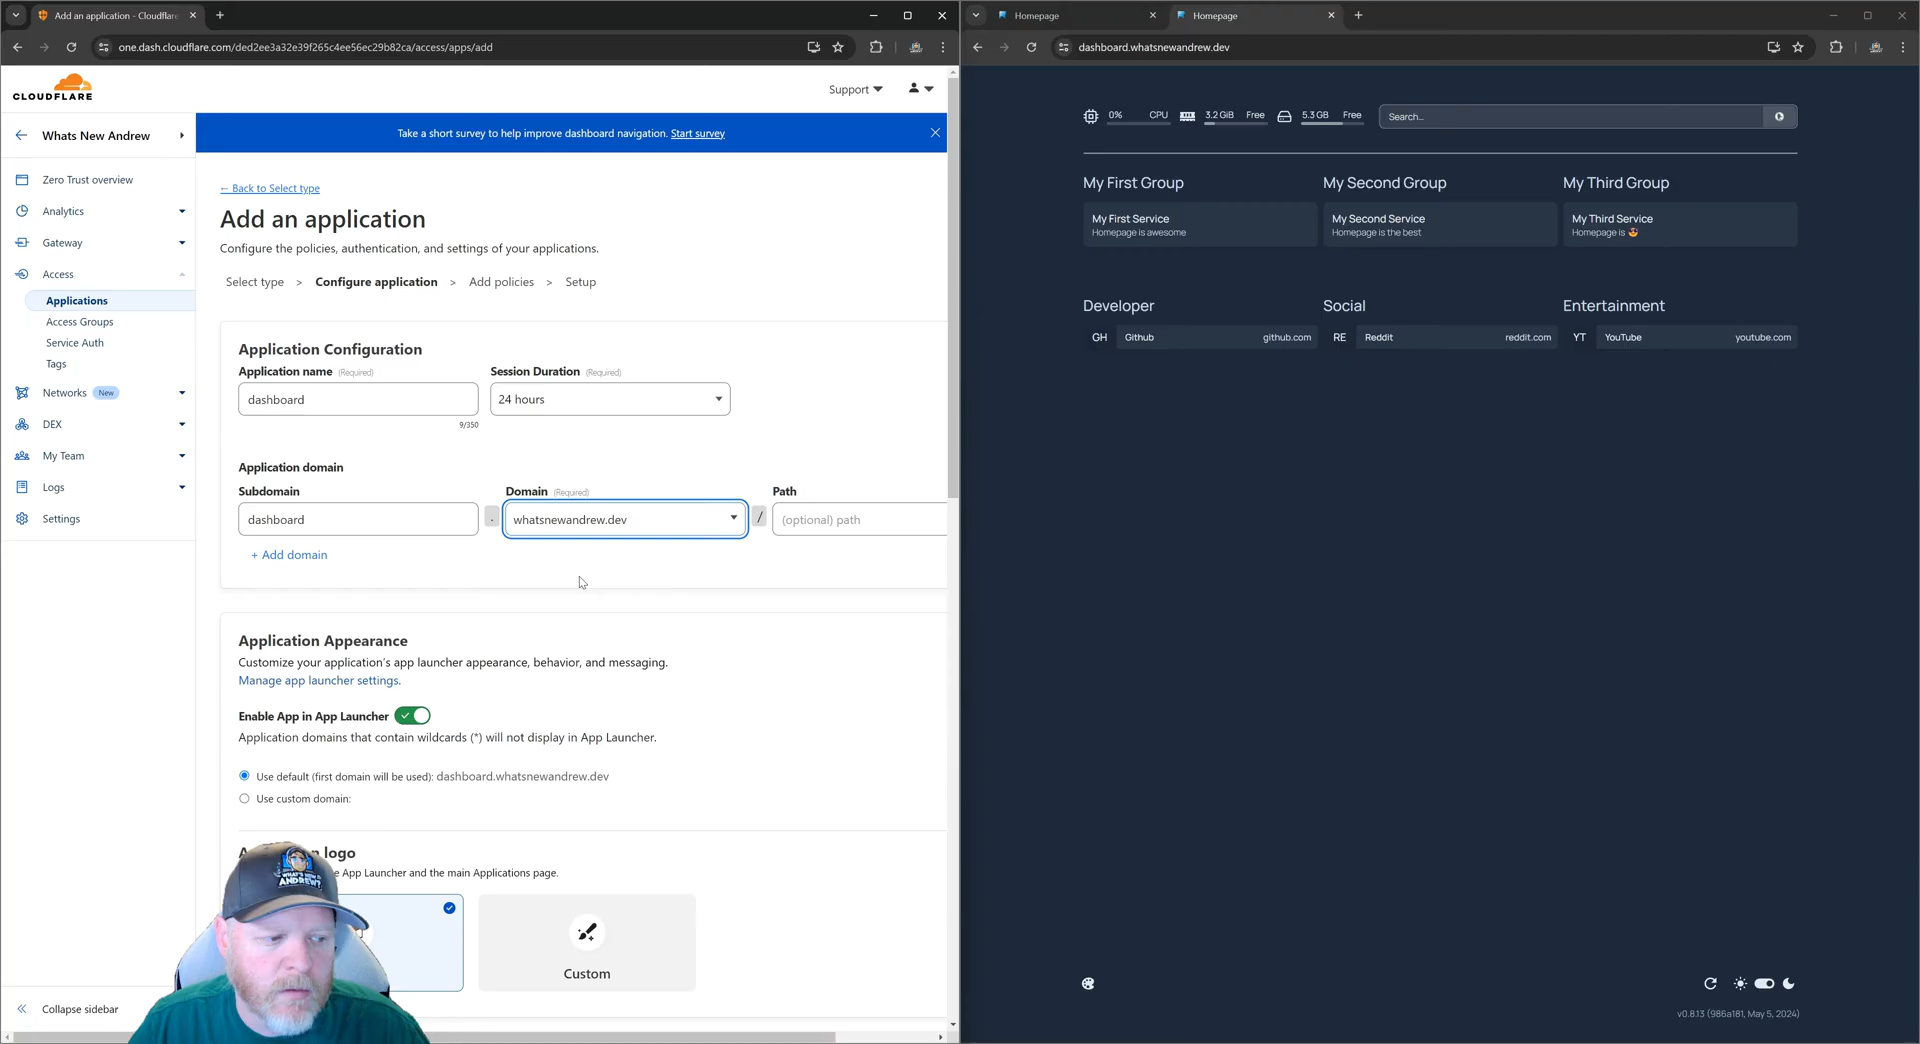 Add an application - Cloudflare
one.dash.cloudflare.com/ded2ee3a32e39f265c4ee56ec29b82ca/access/apps/add
CLOUDFLARE
Support
Whats New Andrew
Take a short survey to help improve dashboard navigation. Start survey
Zero Trust overview
Analytics
Gateway
Access
Applications
Access Groups
Service Auth
Tags
Networks New
DEX
My Team
Logs
Settings
Collapse sidebar
← Back to Select type
Add an application
Configure the policies, authentication, and settings of your applications.
Select type > Configure application > Add policies > Setup
Application Configuration
Application name (Required) Session Duration (Required)
dashboard 24 hours
9/350
Application domain
Subdomain Domain (Required) Path
dashboard . whatsnewandrew.dev / (optional) path
+ Add domain
Application Appearance
Customize your application's app launcher appearance, behavior, and messaging.
Manage app launcher settings.
Enable App in App Launcher
Application domains that contain wildcards (*) will not display in App Launcher.
Use default (first domain will be used): dashboard.whatsnewandrew.dev
Use custom domain:
logo
App Launcher and the main Applications page.
Custom
WHAT'S NEW
ANDREW?
Homepage
Homepage
dashboard.whatsnewandrew.dev
0% CPU 3.2 GiB Free 5.3 GB Free Search...
My First Group My Second Group My Third Group
My First Service My Second Service My Third Service
Homepage is awesome Homepage is the best Homepage is 😎
Developer Social Entertainment
GH Github github.com RE Reddit reddit.com YT YouTube youtube.com
v0.8.13 (986a181, May 5, 2024)